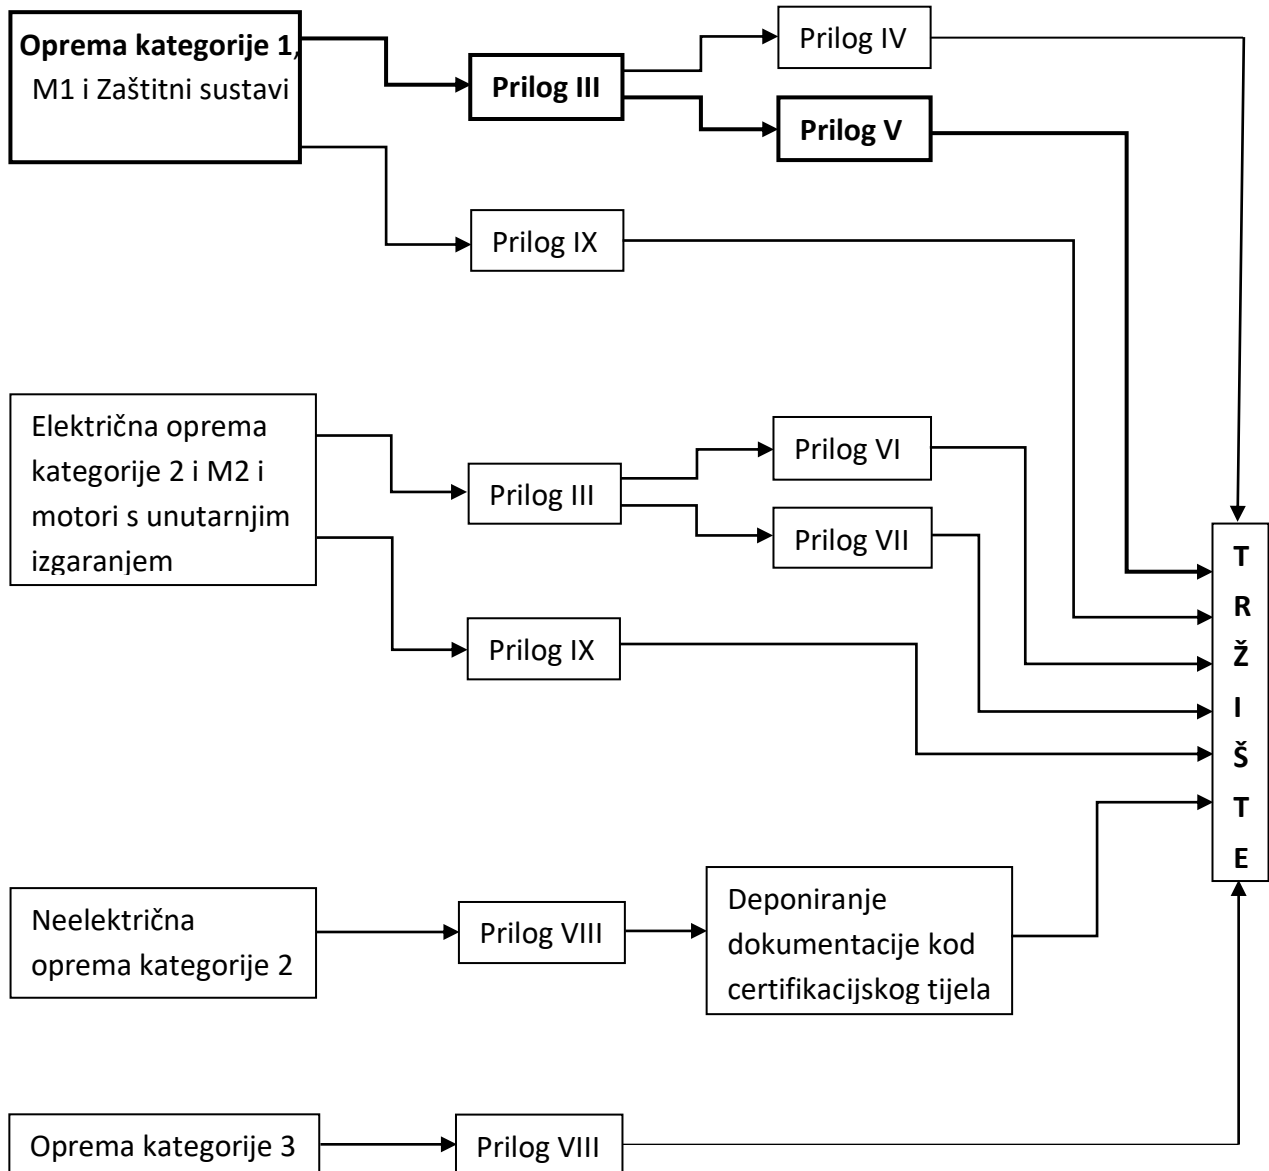 Oprema kategorije 1,
M1 i Zaštitni sustavi
Prilog III
Prilog IV
Prilog V
Prilog IX
Električna oprema
kategorije 2 i M2 i
motori s unutarnjim
izgaranjem
Prilog III
Prilog VI
Prilog VII
Prilog IX
T
R
Ž
I
Š
T
E
Neelektrična
oprema kategorije 2
Prilog VIII
Deponiranje
dokumentacije kod
certifikacijskog tijela
Oprema kategorije 3
Prilog VIII